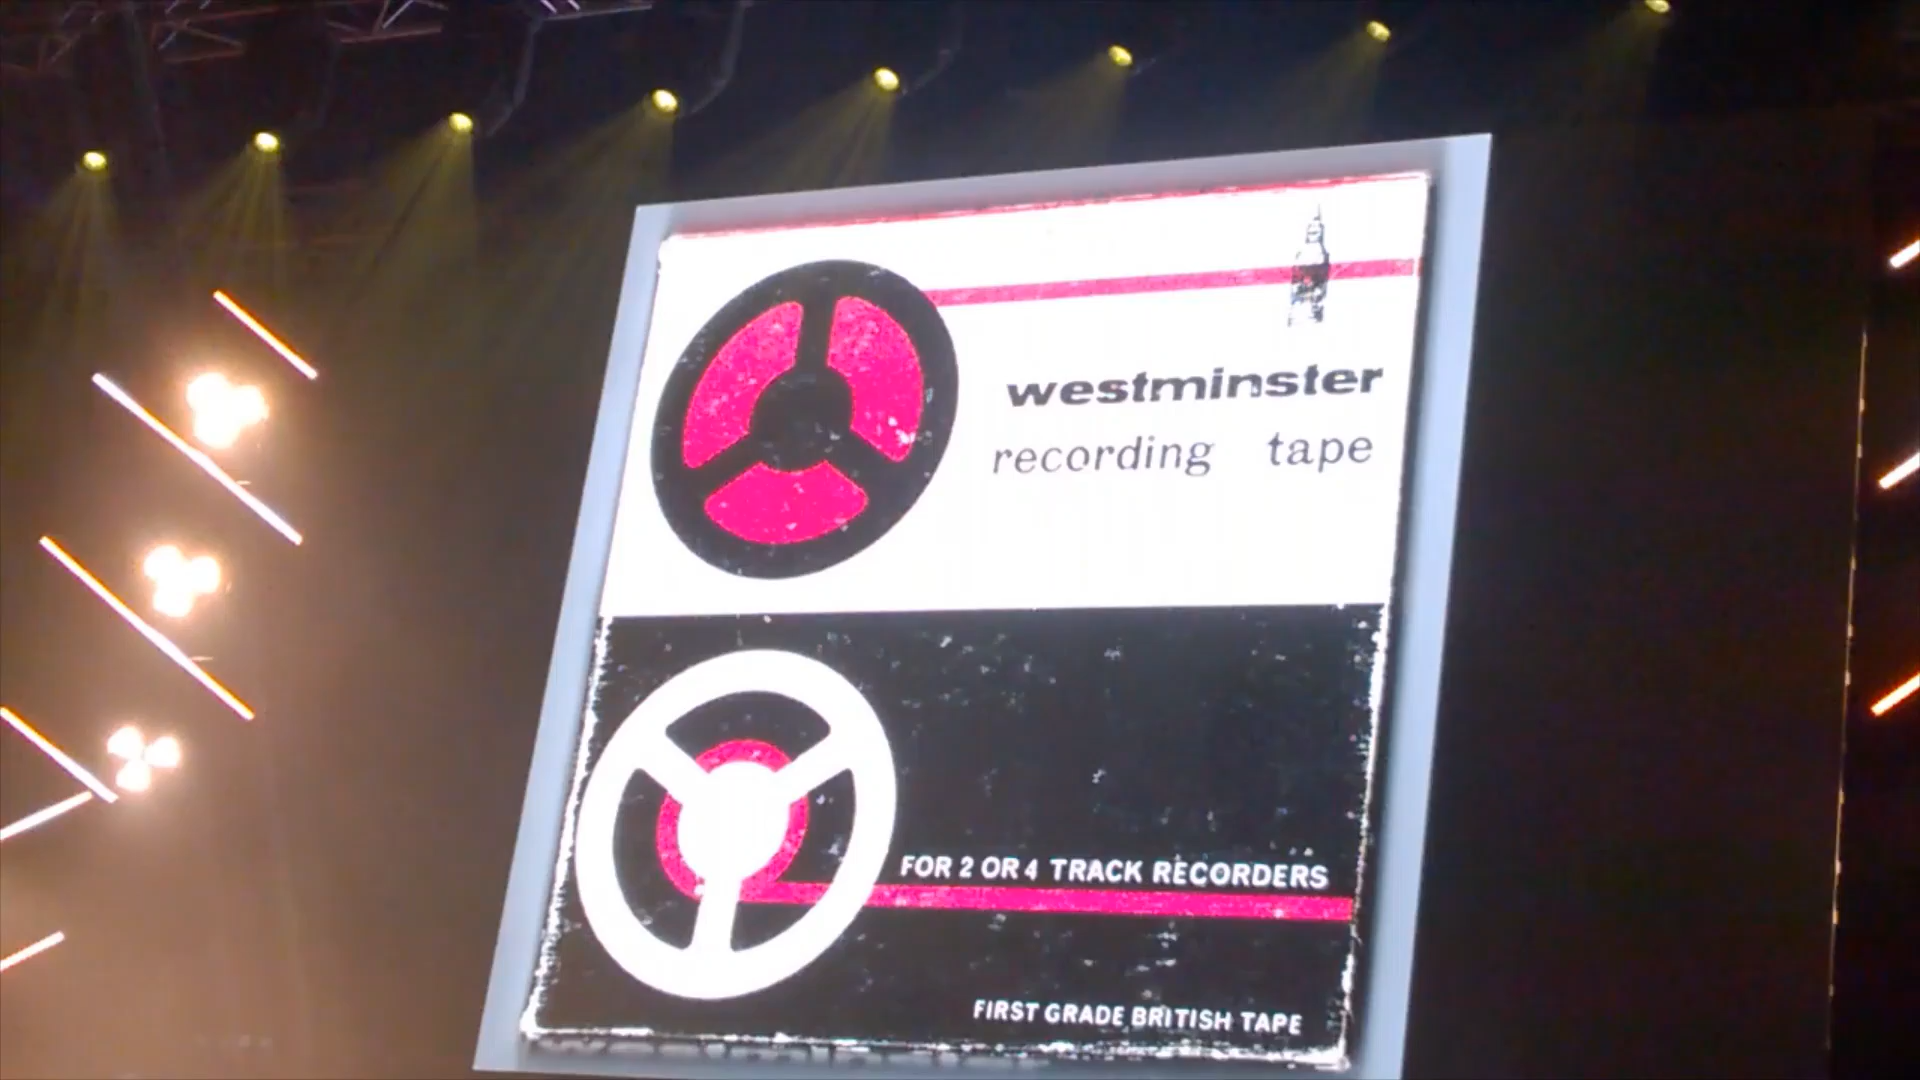 westminster
recording tape
FOR 2 OR 4 TRACK RECORDERS
FIRST GRADE BRITISH TAPE